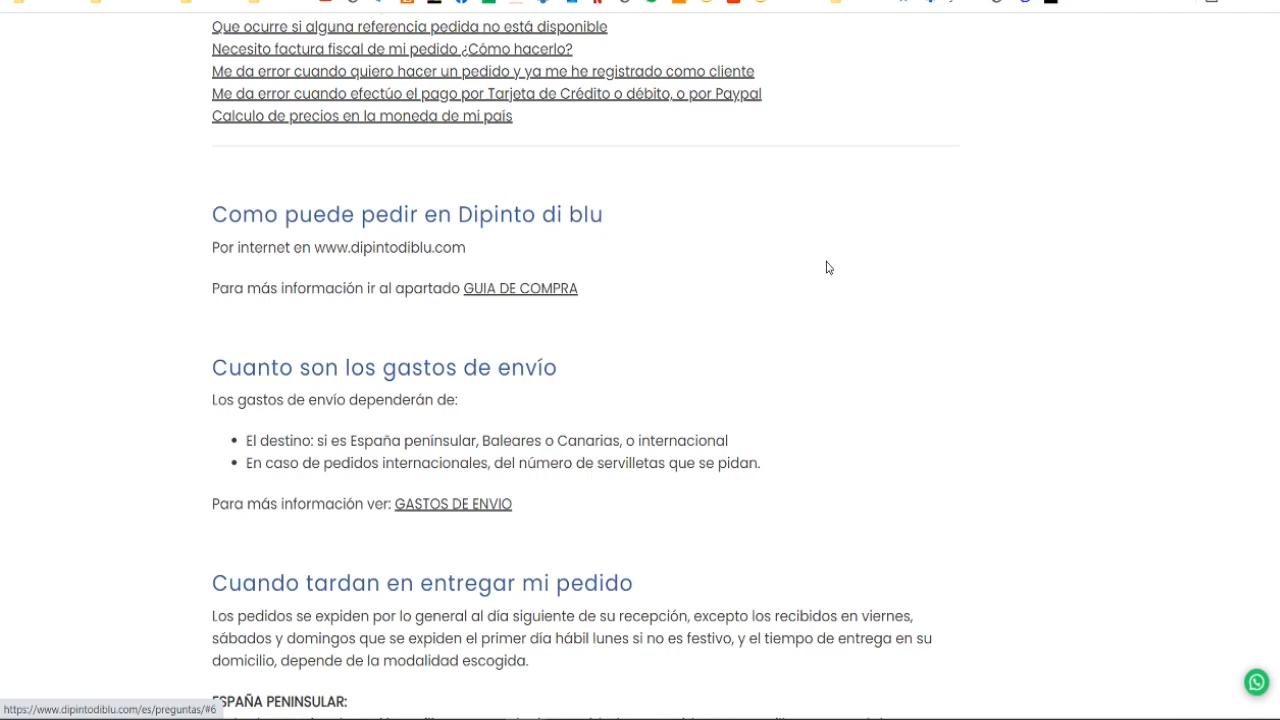 Que ocurre si alguna referencia pedida no está disponible
Necesito factura fiscal de mi pedido ¿Cómo hacerlo?
Me da error cuando quiero hacer un pedido y ya me he registrado como cliente
Me da error cuando efectúo el pago por Tarjeta de Crédito o débito, o por Paypal
Calculo de precios en la moneda de mi país
Como puede pedir en Dipinto di blu
Por internet en www.dipintodiblu.com
Para más información ir al apartado GUIA DE COMPRA
Cuanto son los gastos de envío
Los gastos de envío dependerán de:
El destino: si es España penínsular, Baleares o Canarias, o internacional
En caso de pedidos internacionales, del número de servilletas que se pidan.
Para más información ver: GASTOS DE ENVIO
Cuando tardan en entregar mi pedido
Los pedidos se expiden por lo general al día siguiente de su recepción, excepto los recibidos en viernes,
sábados y domingos que se expiden el primer día hábil lunes si no es festivo, y el tiempo de entrega en su
domicilio, depende de la modalidad escogida.
ESPAÑA PENINSULAR:
https://www.dipintodiblu.com/es/preguntas/#6